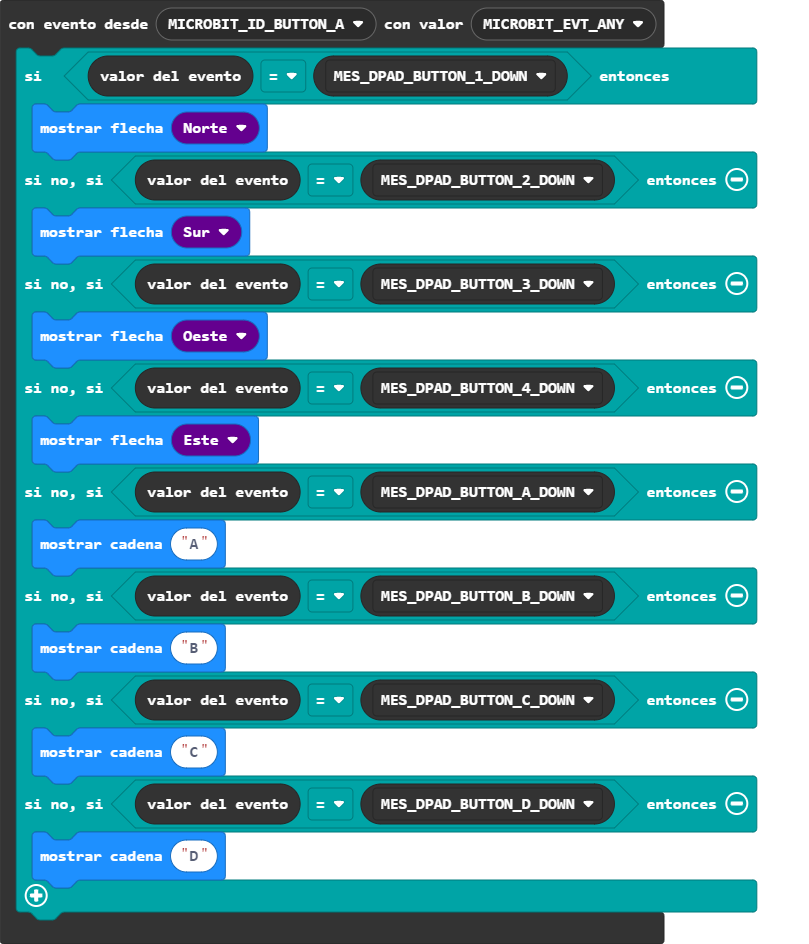 con evento desde MICROBIT_ID_BUTTON_A con valor MICROBIT_EVT_ANY
si valor del evento = MES_DPAD_BUTTON_1_DOWN entonces
mostrar flecha Norte
si no, si valor del evento = MES_DPAD_BUTTON_2_DOWN entonces
mostrar flecha Sur
si no, si valor del evento = MES_DPAD_BUTTON_3_DOWN entonces
mostrar flecha Oeste
si no, si valor del evento = MES_DPAD_BUTTON_4_DOWN entonces
mostrar flecha Este
si no, si valor del evento = MES_DPAD_BUTTON_A_DOWN entonces
mostrar cadena "A"
si no, si valor del evento = MES_DPAD_BUTTON_B_DOWN entonces
mostrar cadena "B"
si no, si valor del evento = MES_DPAD_BUTTON_C_DOWN entonces
mostrar cadena "C"
si no, si valor del evento = MES_DPAD_BUTTON_D_DOWN entonces
mostrar cadena "D"